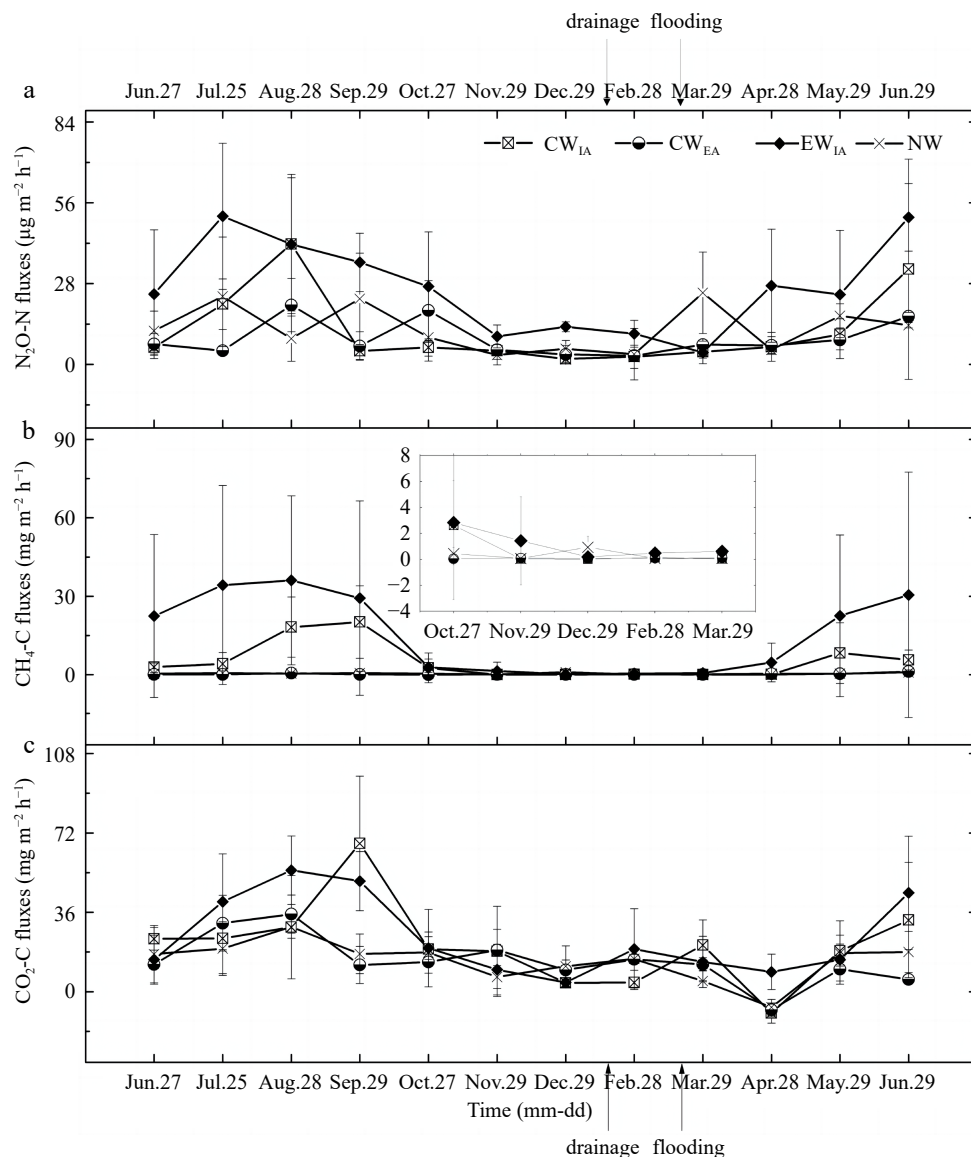 drainage flooding
a
Jun.27 Jul.25 Aug.28 Sep.29 Oct.27 Nov.29 Dec.29 Feb.28 Mar.29 Apr.28 May.29 Jun.29
84
56
28
0
N₂O-N fluxes (μg m⁻² h⁻¹)
CW_IA CW_EA EW_IA NW
b
90
60
30
0
CH₄-C fluxes (mg m⁻² h⁻¹)
8
6
4
2
0
−2
−4
Oct.27 Nov.29 Dec.29 Feb.28 Mar.29
c
108
72
36
0
CO₂-C fluxes (mg m⁻² h⁻¹)
Jun.27 Jul.25 Aug.28 Sep.29 Oct.27 Nov.29 Dec.29 Feb.28 Mar.29 Apr.28 May.29 Jun.29
Time (mm-dd)
drainage flooding